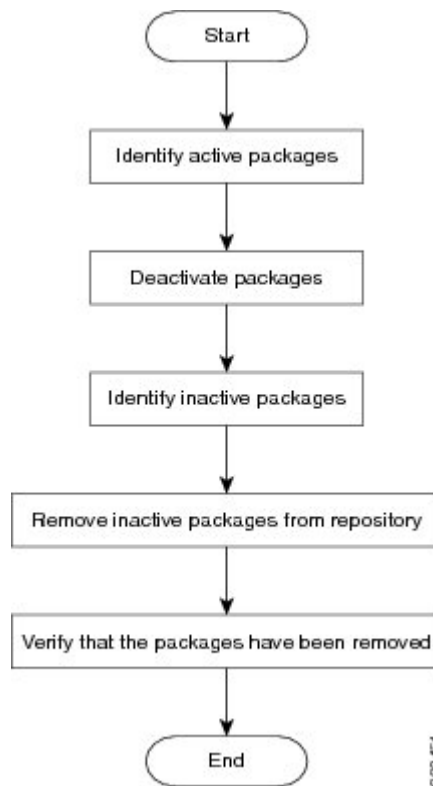 Start
Identify active packages
Deactivate packages
Identify inactive packages
Remove inactive packages from repository
Verify that the packages have been removed
End